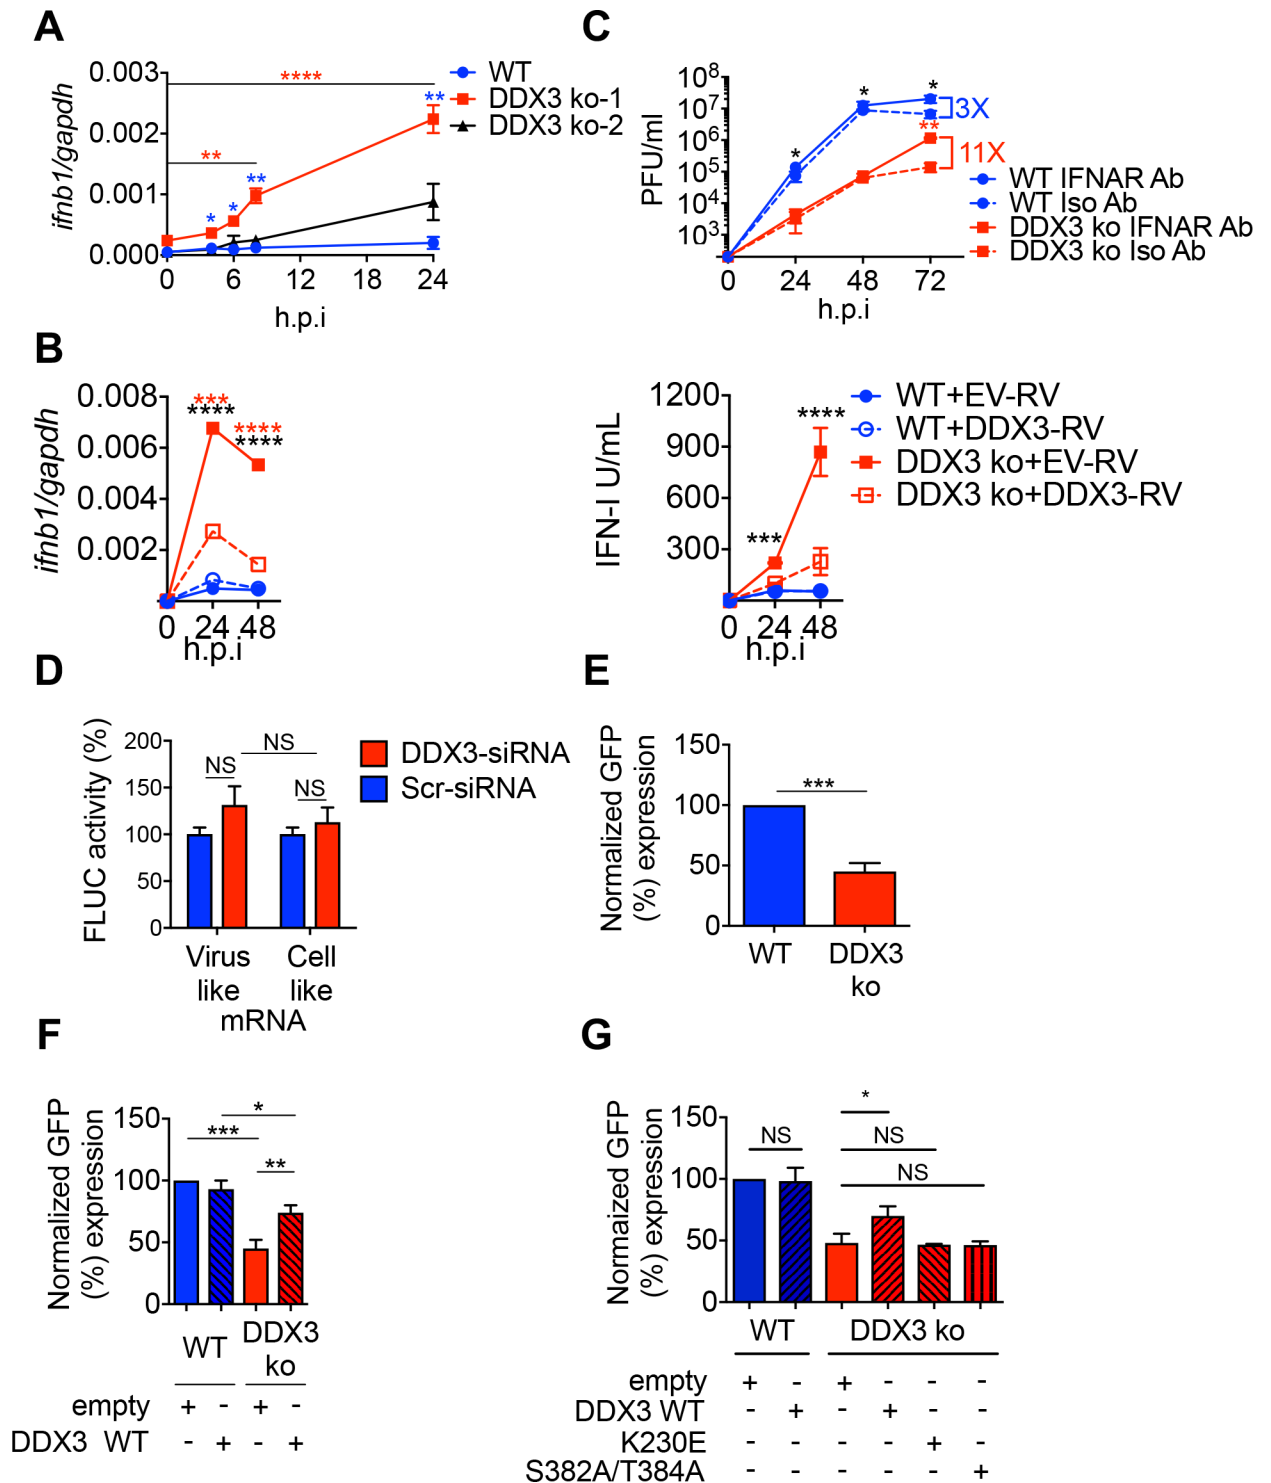 A
ifnb1/gapdh
0.003
0.002
0.001
0.000
0
6
12
18
24
h.p.i
****
**
*
*
**
**
WT
DDX3 ko-1
DDX3 ko-2
C
PFU/ml
10⁸
10⁷
10⁶
10⁵
10⁴
10³
0
24
48
72
h.p.i
*
*
*
**
3X
11X
WT IFNAR Ab
WT Iso Ab
DDX3 ko IFNAR Ab
DDX3 ko Iso Ab
B
ifnb1/gapdh
0.008
0.006
0.004
0.002
***
****
****
****
0 24 48
h.p.i
IFN-I U/mL
1200
900
600
300
***
****
0 24 48
h.p.i
WT+EV-RV
WT+DDX3-RV
DDX3 ko+EV-RV
DDX3 ko+DDX3-RV
D
FLUC activity (%)
200
150
100
50
0
NS
NS
NS
DDX3-siRNA
Scr-siRNA
Virus like
Cell like
mRNA
E
Normalized GFP
(%) expression
150
100
50
0
***
WT
DDX3
ko
F
Normalized GFP
(%) expression
150
100
50
0
*
***
**
WT
DDX3
ko
empty + - + -
DDX3 WT - + - +
G
Normaized GFP
(%) expression
150
100
50
0
NS
*
NS
NS
WT
DDX3 ko
empty + - + - - -
DDX3 WT - + - + - -
K230E - - - - + -
S382A/T384A - - - - - +